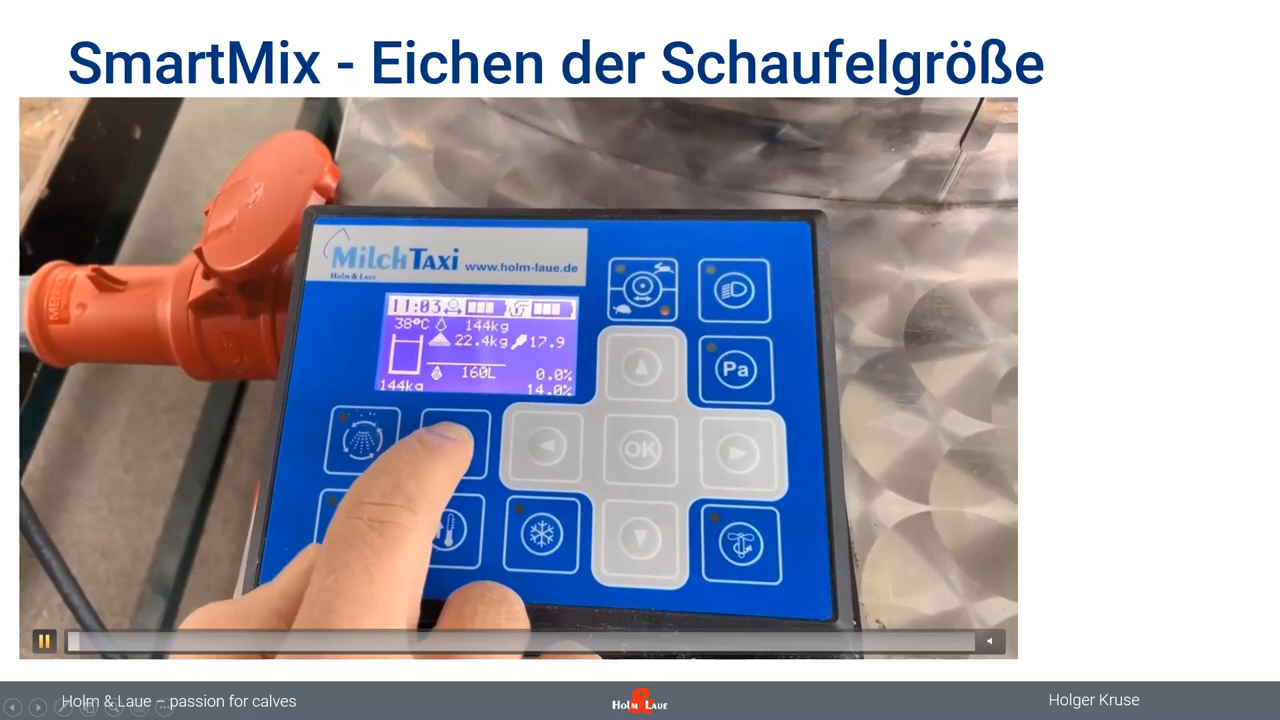 SmartMix - Eichen der Schaufelgröße
MilchTaxi www.holm-laue.de
Holm & Laue
11:03
38°C 144kg
22.4kg 17.9
160L 0.0%
144kg 14.0%
Pa
OK
Holm & Laue – passion for calves
Holm & Laue
Holger Kruse